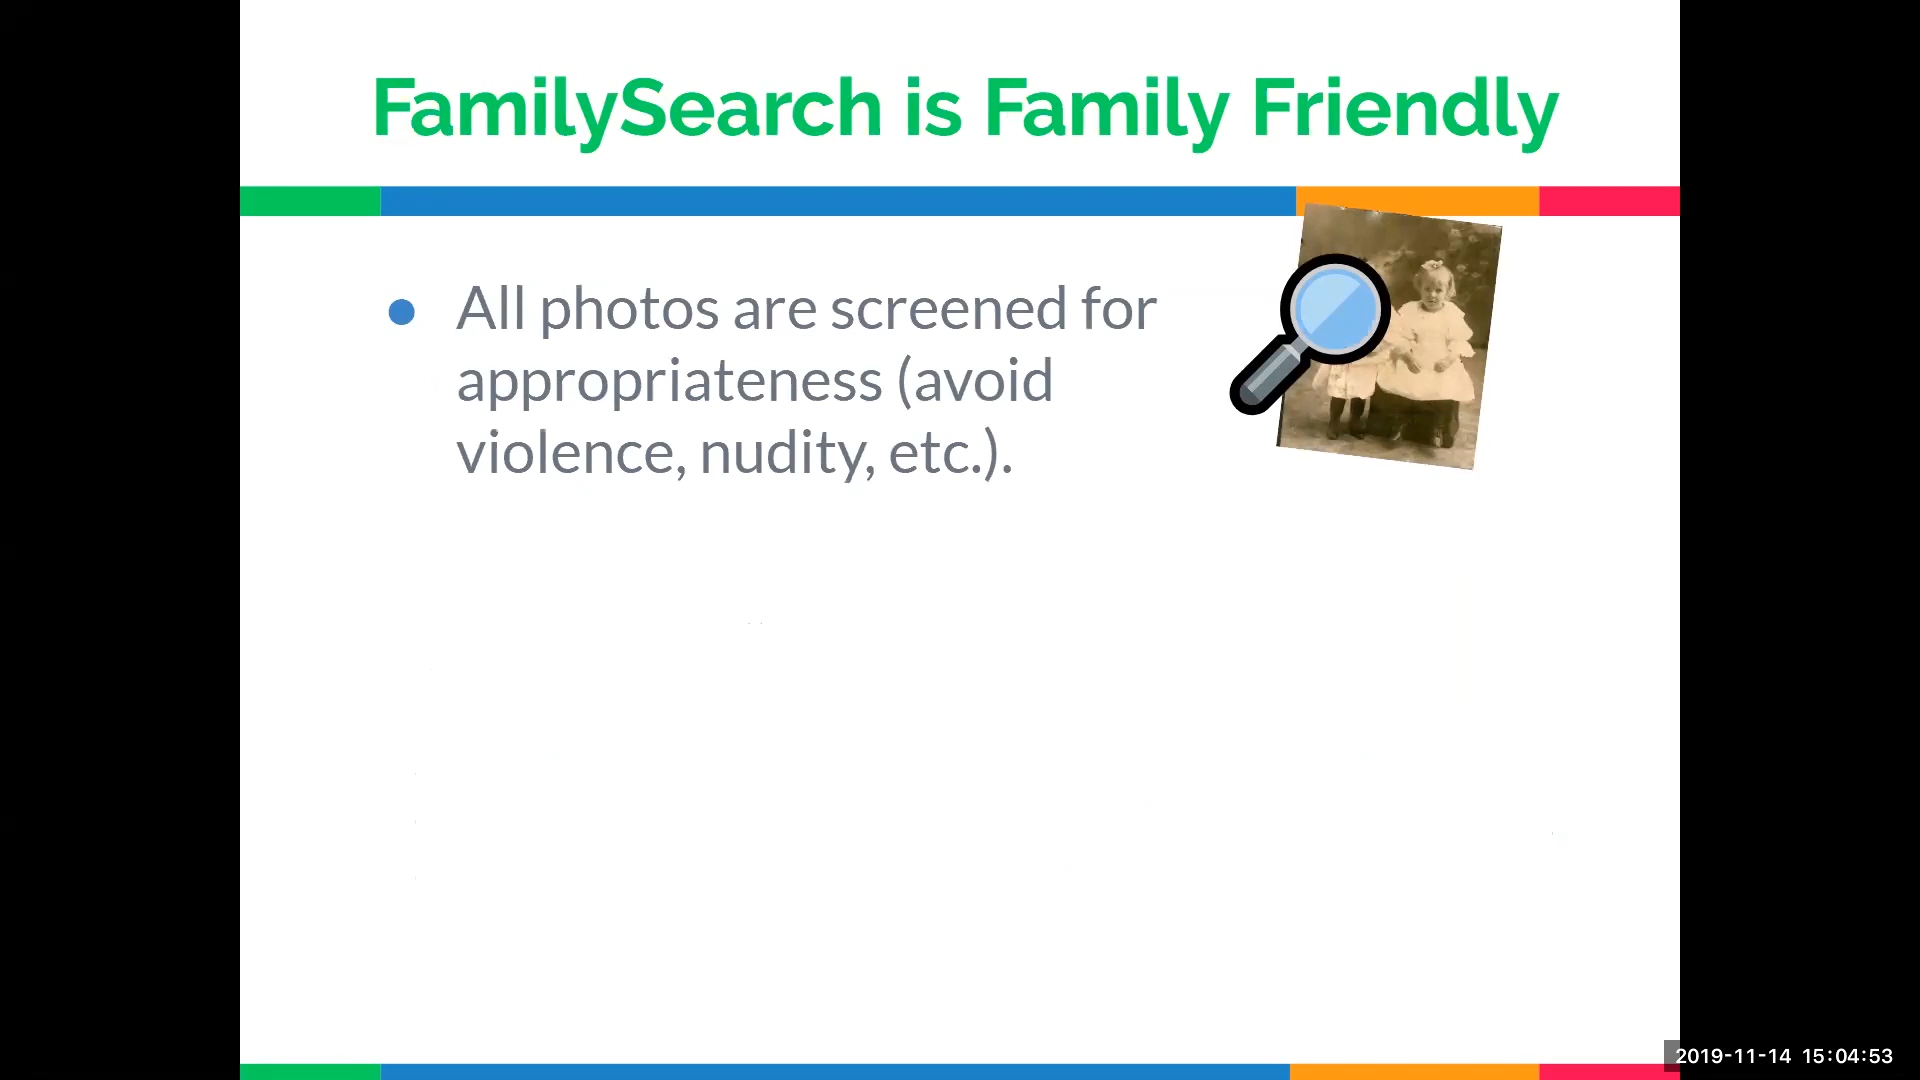 FamilySearch is Family Friendly
● All photos are screened for
appropriateness (avoid
violence, nudity, etc.).
2019-11-14 15:04:53